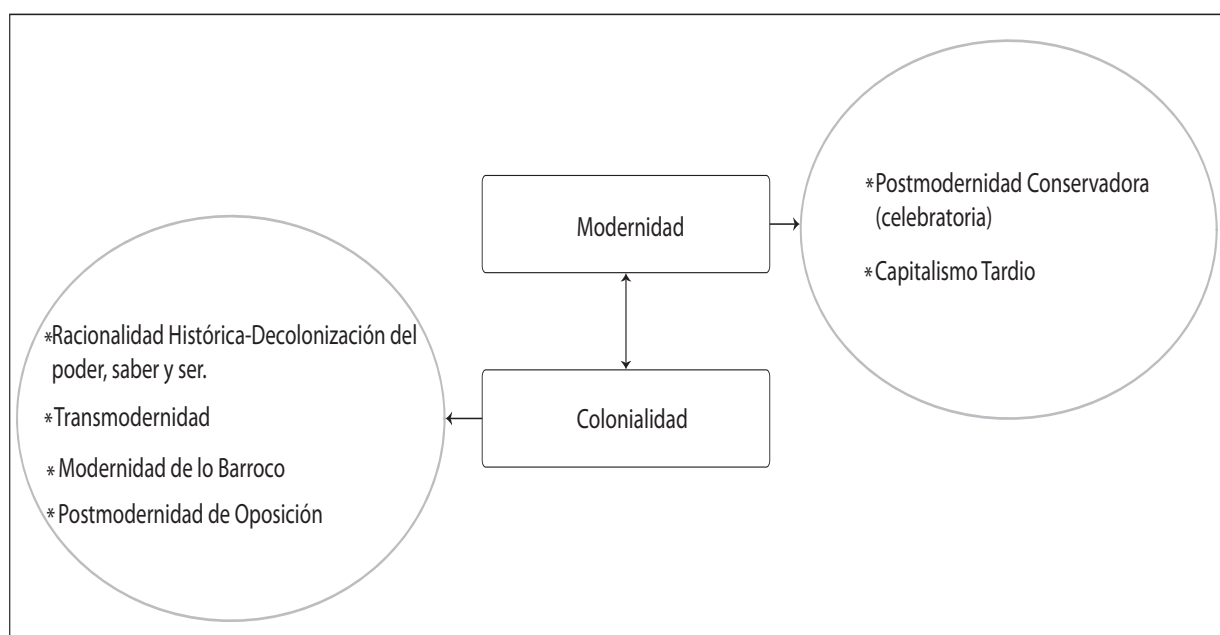 Modernidad
*Postmodernidad Conservadora
(celebratoria)
*Capitalismo Tardio
*Racionalidad Histórica-Decolonización del
poder, saber y ser.
*Transmodernidad
* Modernidad de lo Barroco
* Postmodernidad de Oposición
Colonialidad